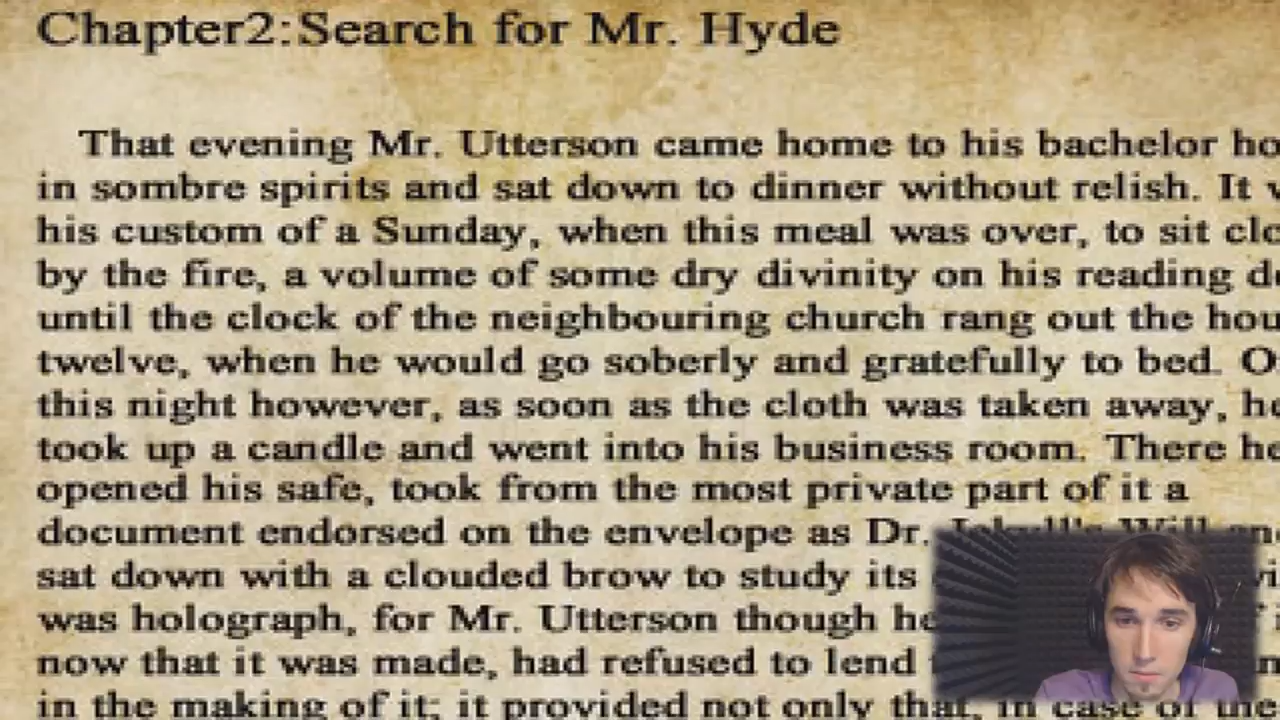 Chapter2:Search for Mr. Hyde
That evening Mr. Utterson came home to his bachelor
in sombre spirits and sat down to dinner without relish. It
his custom of a Sunday, when this meal was over, to sit
by the fire, a volume of some dry divinity on his reading
until the clock of the neighbouring church rang out the
twelve, when he would go soberly and gratefully to bed.
this night however, as soon as the cloth was taken away,
took up a candle and went into his business room. There
opened his safe, took from the most private part of it a
document endorsed on the envelope as Dr. Jekyll's Will
sat down with a clouded brow to study its
was holograph, for Mr. Utterson though
now that it was made, had refused to lend
in the making of it; it provided not only that, in case of